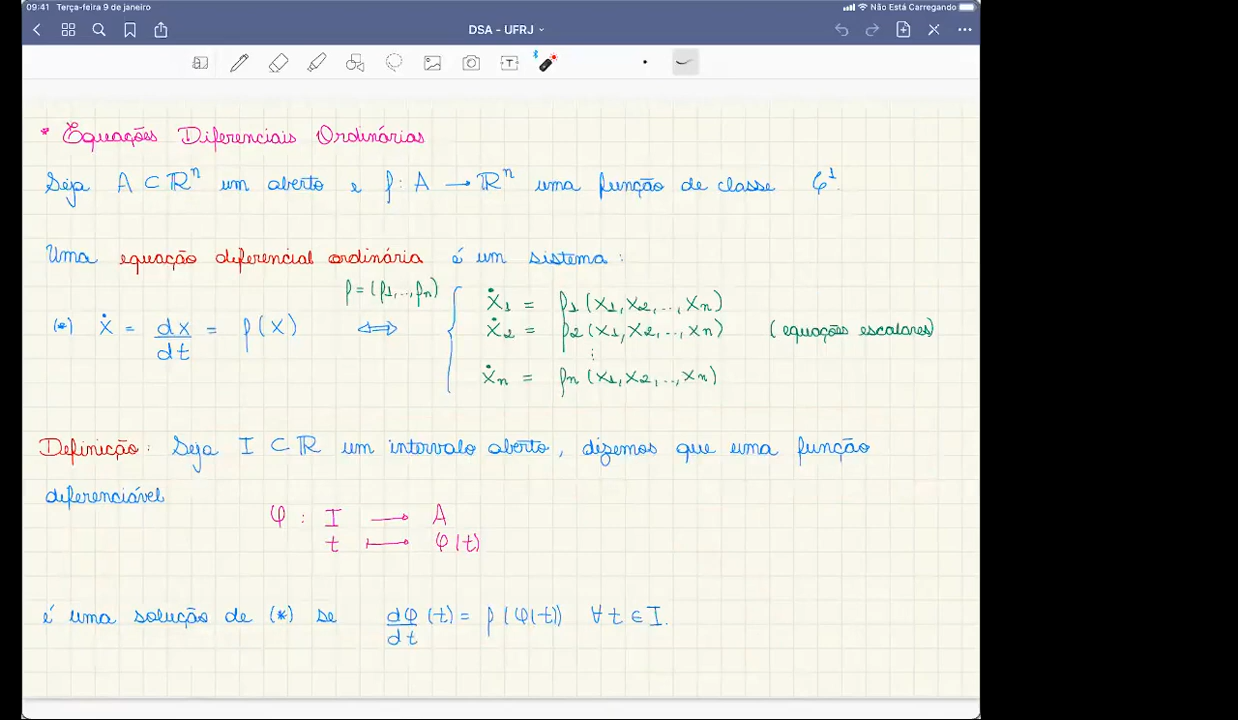 09:41 Terça-feira 9 de janeiro
Não Está Carregando
DSA - UFRJ
* Equações Diferenciais Ordinárias
Seja A ⊂ ℝⁿ um aberto e f: A → ℝⁿ uma função de classe 𝒞¹.
Uma equação diferencial ordinária é um sistema:
f = (f1,..,fn)
(*) Ẋ = dx/dt = f(X) ⟺ { Ẋ1 = f1 (X1,X2,..,Xn)
Ẋ2 = f2 (X1,X2,..,Xn) (equações escalares)
⋮
Ẋn = fn (X1,X2,..,Xn)
Definição: Seja I ⊂ ℝ um intervalo aberto, dizemos que uma função
diferenciável
φ : I → A
t ↦ φ(t)
é uma solução de (*) se dφ/dt (t) = f(φ(t)) ∀ t ∈ I.